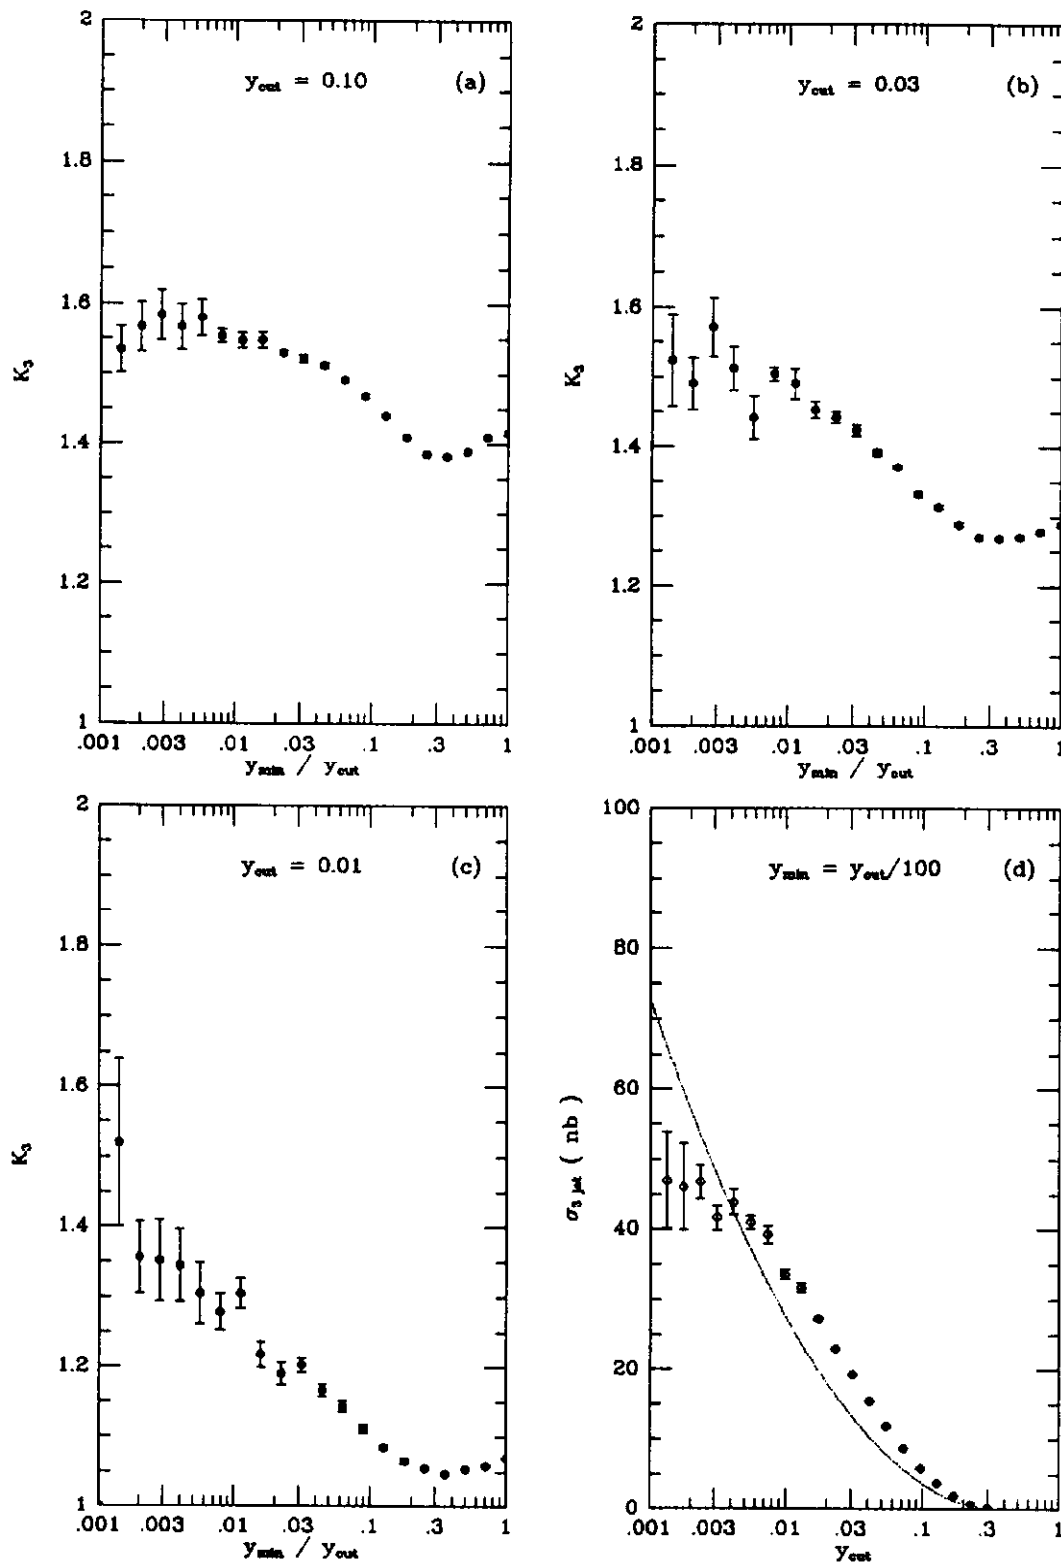 2
1.8
1.6
1.4
1.2
1
K₃
y_cut = 0.10
(a)
.001 .003 .01 .03 .1 .3 1
y_min / y_cut
2
1.8
1.6
1.4
1.2
1
K₃
y_cut = 0.03
(b)
.001 .003 .01 .03 .1 .3 1
y_min / y_cut
2
1.8
1.6
1.4
1.2
1
K₃
y_cut = 0.01
(c)
.001 .003 .01 .03 .1 .3 1
y_min / y_cut
100
80
60
40
20
0
σ_3 jet ( nb )
y_min = y_cut/100
(d)
.001 .003 .01 .03 .1 .3 1
y_cut